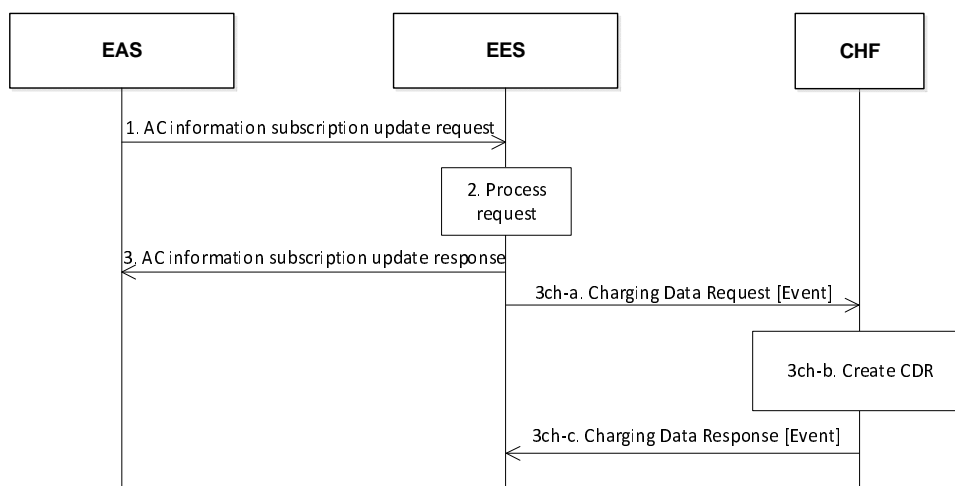 EAS
EES
CHF
1. AC information subscription update request
2. Process
request
3. AC information subscription update response
3ch-a. Charging Data Request [Event]
3ch-b. Create CDR
3ch-c. Charging Data Response [Event]